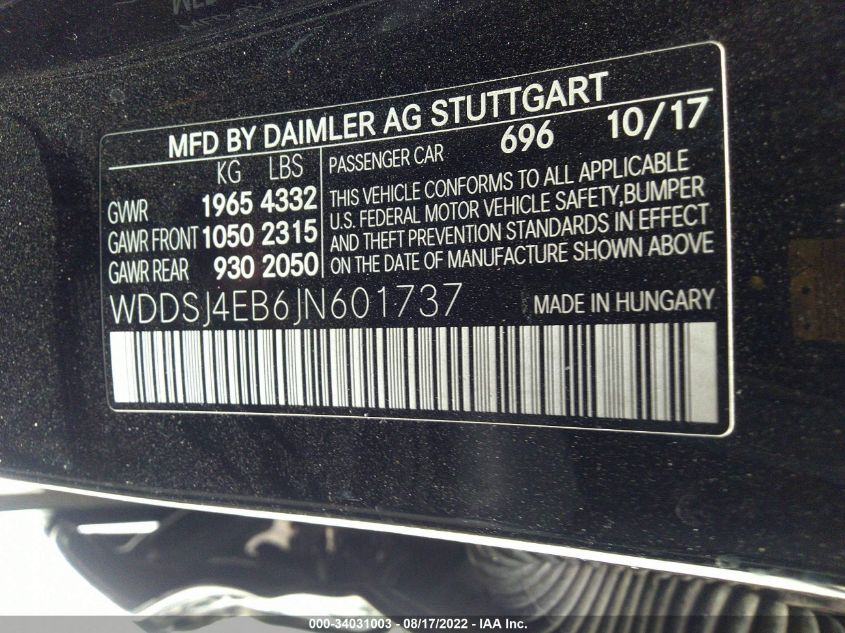 MFD BY DAIMLER AG STUTTGART
KG LBS
GVWR 1965 4332
GAWR FRONT 1050 2315
GAWR REAR 930 2050
PASSENGER CAR 696 10/17
THIS VEHICLE CONFORMS TO ALL APPLICABLE
U.S. FEDERAL MOTOR VEHICLE SAFETY, BUMPER
AND THEFT PREVENTION STANDARDS IN EFFECT
ON THE DATE OF MANUFACTURE SHOWN ABOVE
WDDSJ4EB6JN601737 MADE IN HUNGARY
000-34031003 - 08/17/2022 - IAA Inc.